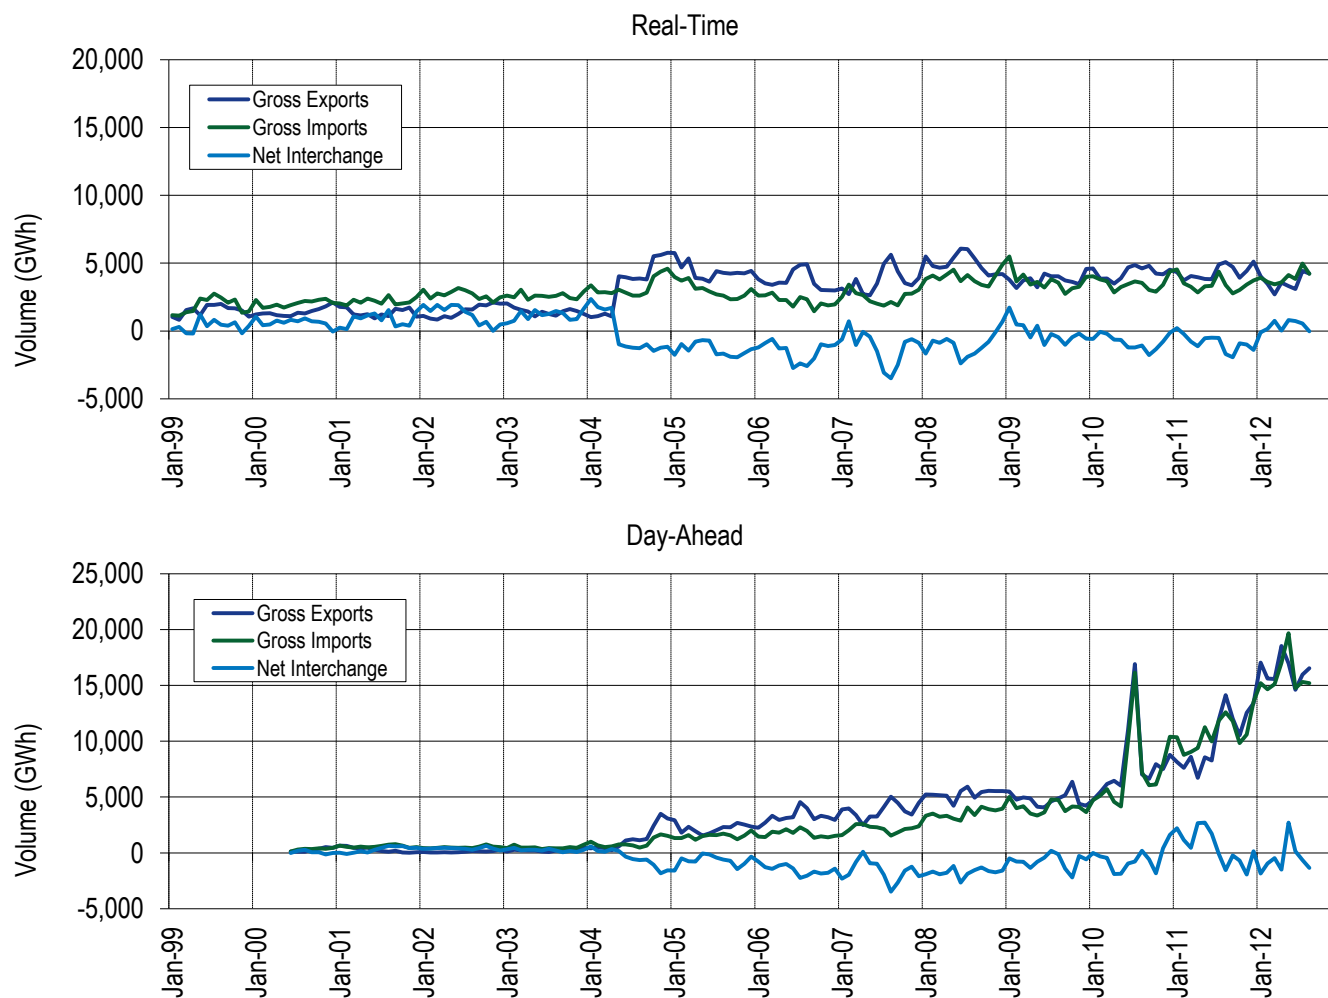 Real-Time
Volume (GWh)
20,000
15,000
10,000
5,000
0
-5,000
Gross Exports
Gross Imports
Net Interchange
Jan-99
Jan-00
Jan-01
Jan-02
Jan-03
Jan-04
Jan-05
Jan-06
Jan-07
Jan-08
Jan-09
Jan-10
Jan-11
Jan-12
Day-Ahead
Volume (GWh)
25,000
20,000
15,000
10,000
5,000
0
-5,000
Gross Exports
Gross Imports
Net Interchange
Jan-99
Jan-00
Jan-01
Jan-02
Jan-03
Jan-04
Jan-05
Jan-06
Jan-07
Jan-08
Jan-09
Jan-10
Jan-11
Jan-12